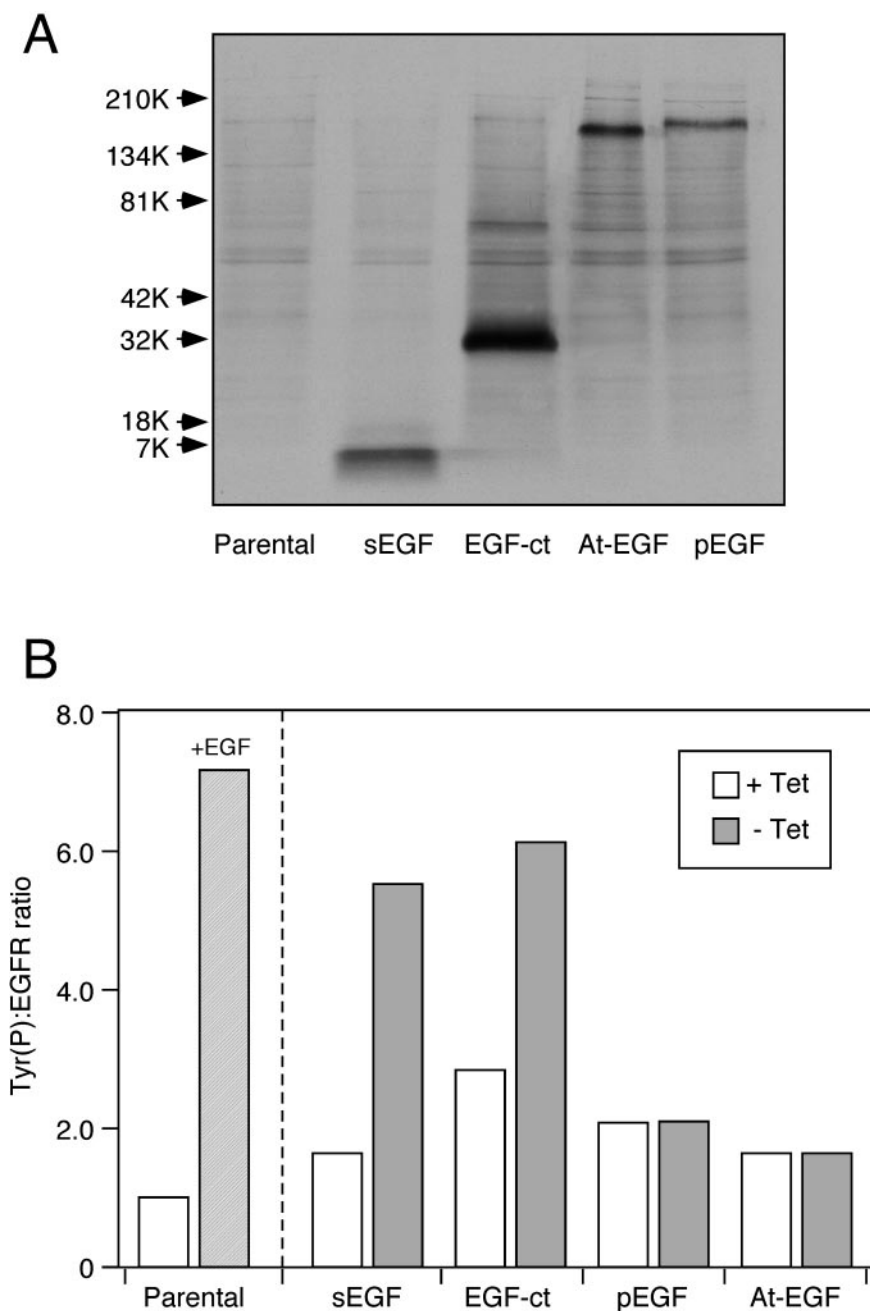 A
210K
134K
81K
42K
32K
18K
7K
Parental sEGF EGF-ct At-EGF pEGF
B
Tyr(P):EGFR ratio
8.0
6.0
4.0
2.0
0
+EGF
+ Tet
- Tet
Parental sEGF EGF-ct pEGF At-EGF